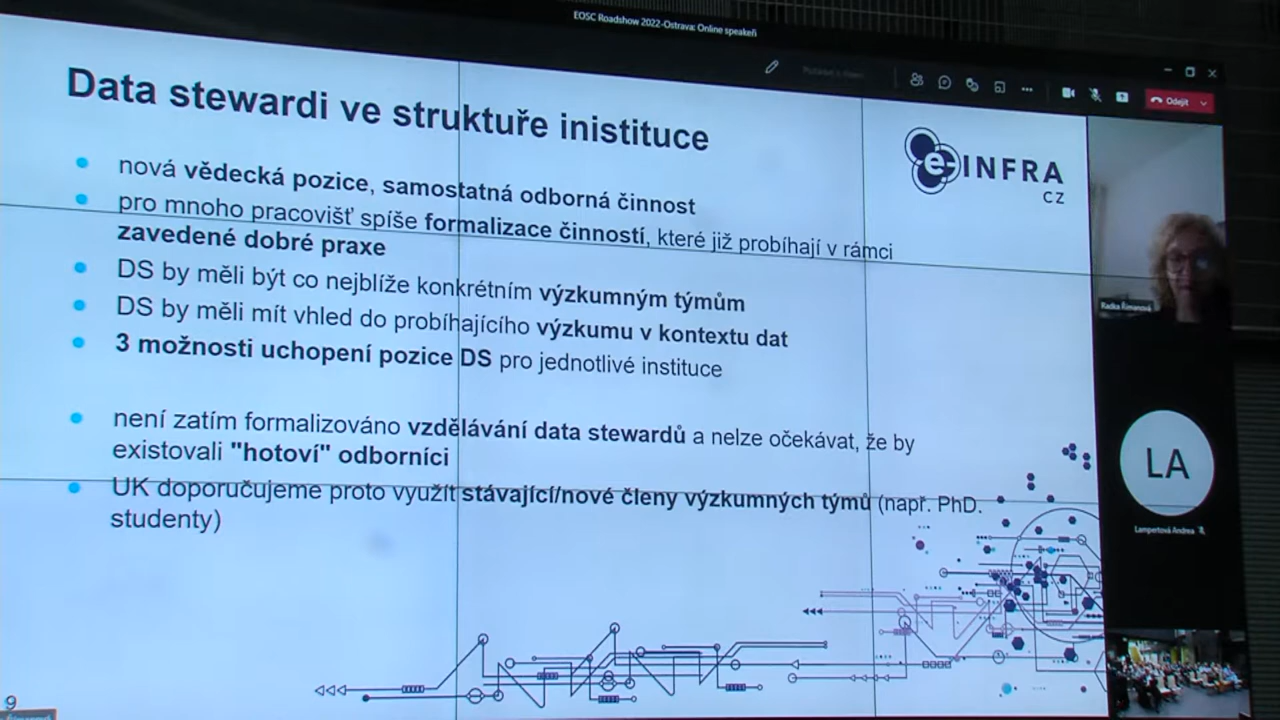 EOSC Roadshow 2022-Ostrava: Online speakeři
Odejít
Data stewardi ve struktuře inistituce
e-INFRA
CZ
nová vědecká pozice, samostatná odborná činnost
pro mnoho pracovišť spíše formalizace činností, které již probíhají v rámci
zavedené dobré praxe
DS by měli být co nejblíže konkrétním výzkumným týmům
DS by měli mít vhled do probíhajícího výzkumu v kontextu dat
3 možnosti uchopení pozice DS pro jednotlivé instituce
není zatím formalizováno vzdělávání data stewardů a nelze očekávat, že by
existovali "hotoví" odborníci
UK doporučujeme proto využít stávající/nové členy výzkumných týmů (např. PhD.
studenty)
9
Radka Římanová
LA
Lampertová Andrea